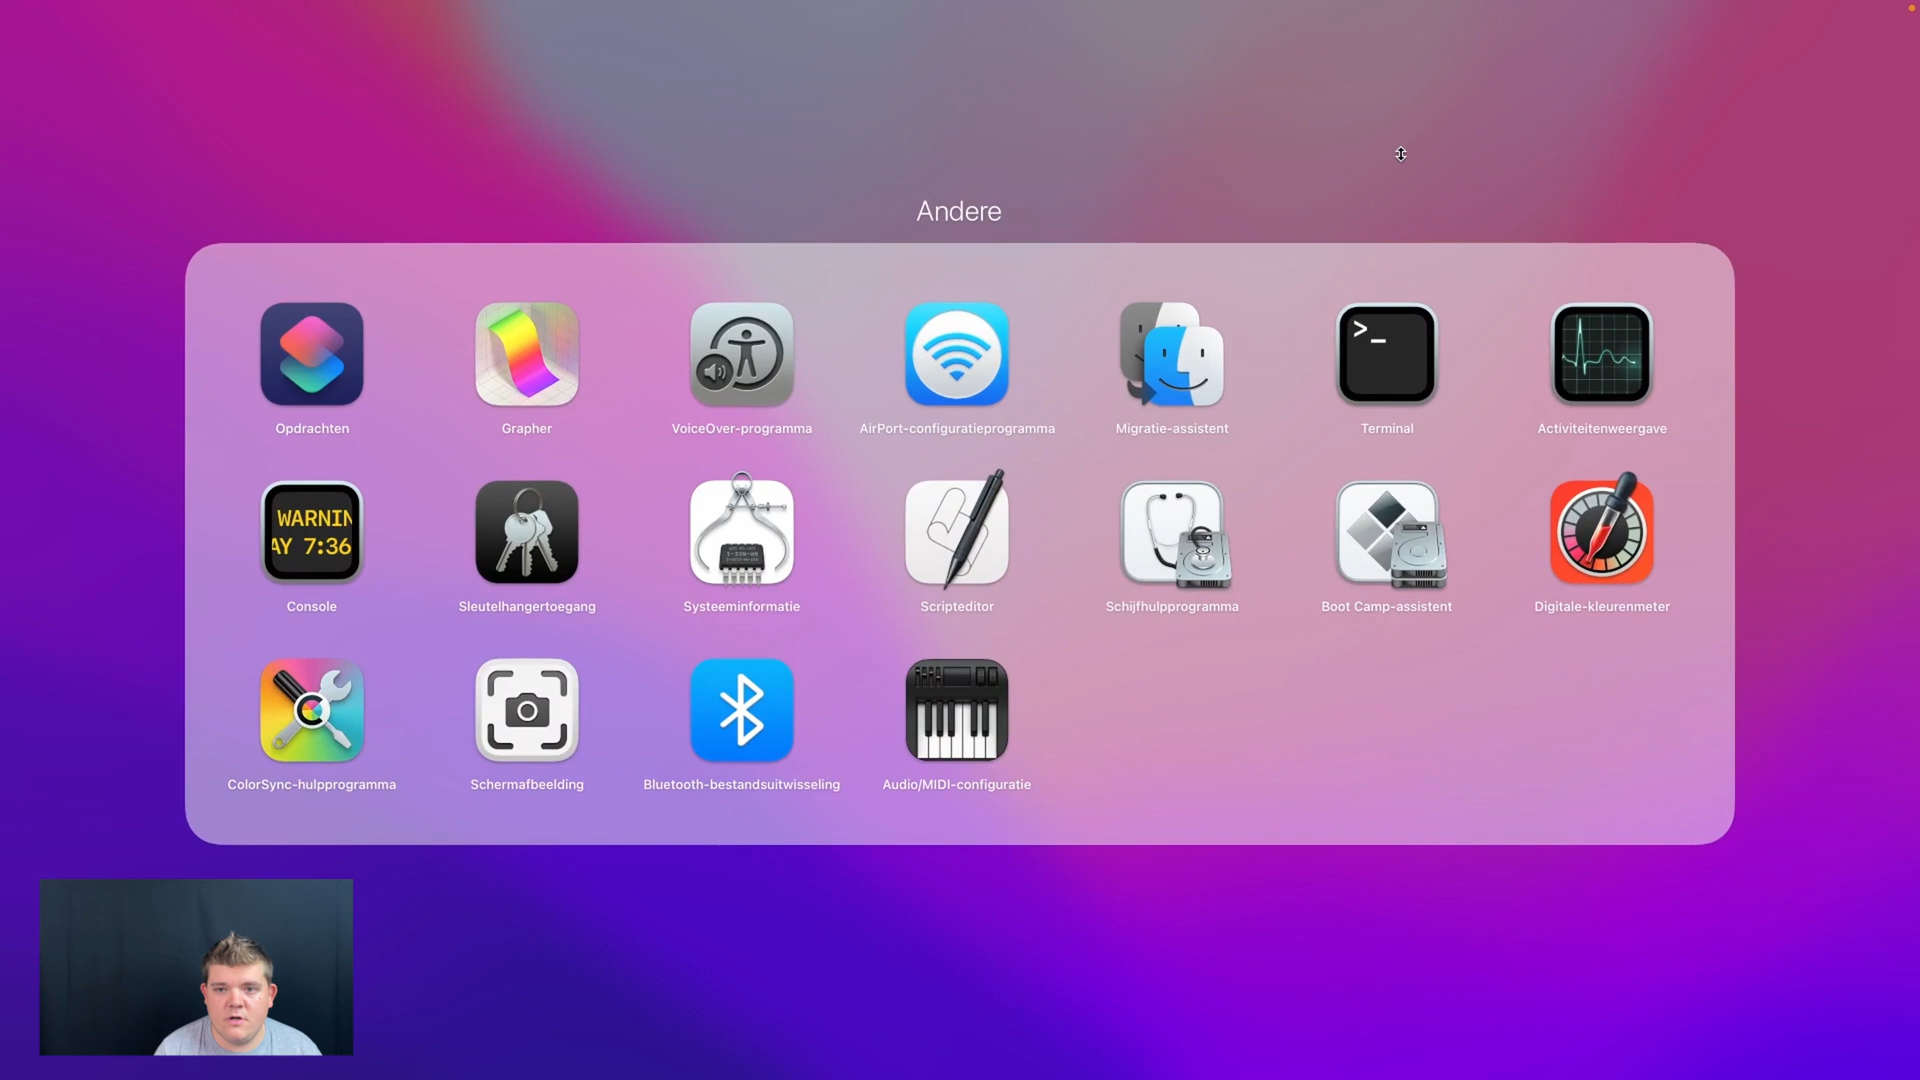 Andere
Opdrachten
Grapher
VoiceOver-programma
AirPort-configuratieprogramma
Migratie-assistent
>_
Terminal
Activiteitenweergave
WARNIN
AY 7:36
Console
Sleutelhangertoegang
Systeeminformatie
Scripteditor
Schijfhulpprogramma
Boot Camp-assistent
Digitale-kleurenmeter
ColorSync-hulpprogramma
Schermafbeelding
Bluetooth-bestandsuitwisseling
Audio/MIDI-configuratie